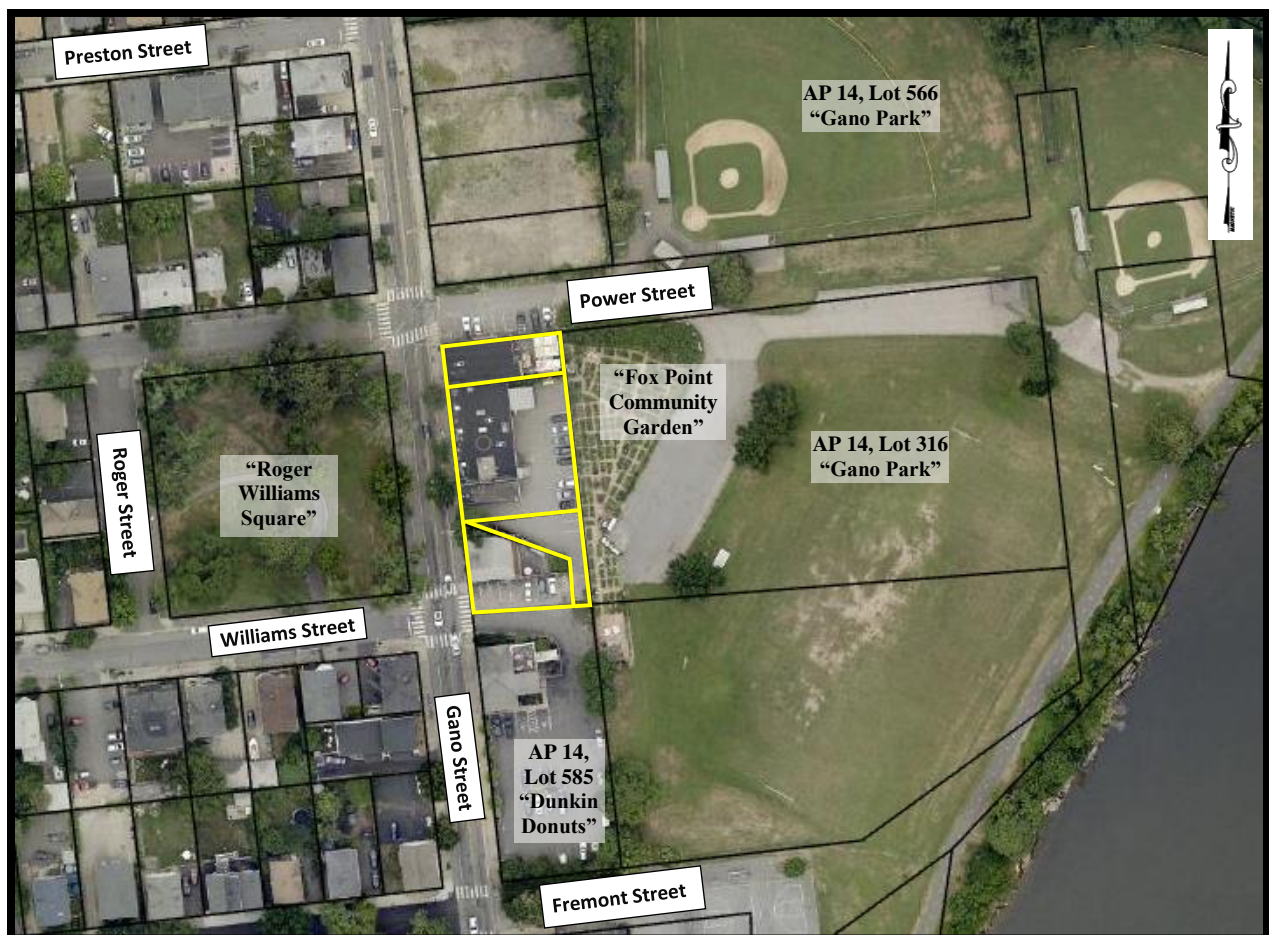 Preston Street
AP 14, Lot 566
“Gano Park”
Power Street
“Fox Point
Community
Garden”
AP 14, Lot 316
“Gano Park”
“Roger
Williams
Square”
Roger Street
Williams Street
Gano Street
AP 14,
Lot 585
“Dunkin
Donuts”
Fremont Street